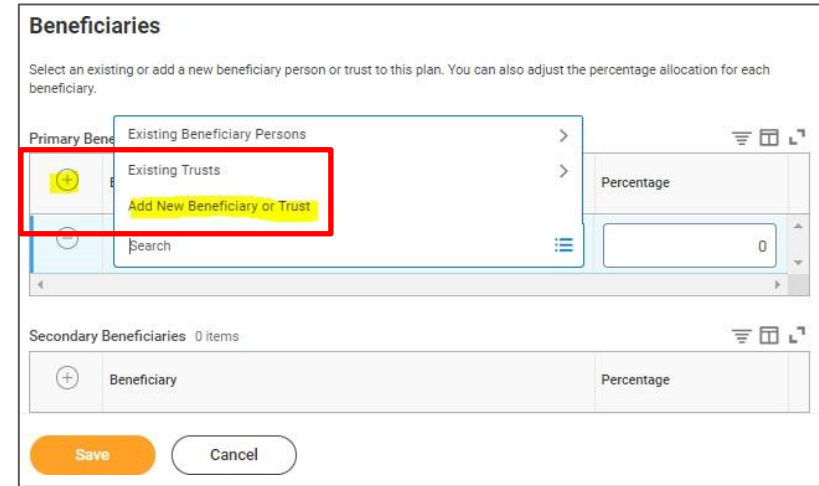 Beneficiaries
Select an existing or add a new beneficiary person or trust to this plan. You can also adjust the percentage allocation for each
beneficiary.
Existing Beneficiary Persons
Primary Bene
Existing Trusts
Percentage
Add New Beneficiary or Trust
Search
0
Secondary Beneficiaries 0 items
Beneficiary
Percentage
Save
Cancel